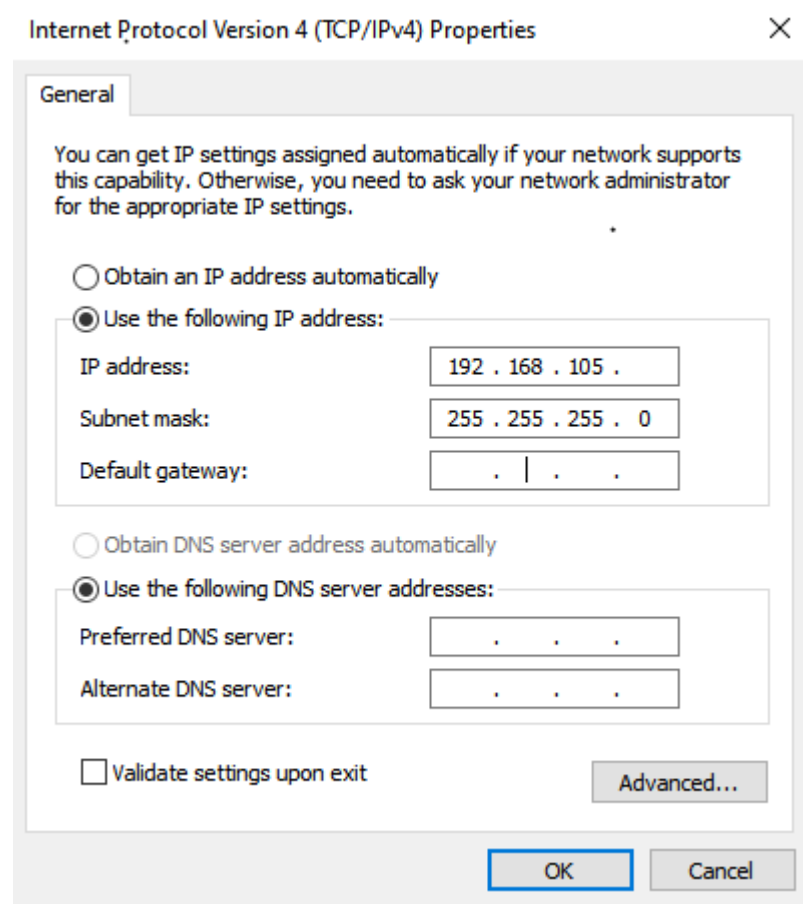 Internet Protocol Version 4 (TCP/IPv4) Properties
General
You can get IP settings assigned automatically if your network supports
this capability. Otherwise, you need to ask your network administrator
for the appropriate IP settings.
Obtain an IP address automatically
Use the following IP address:
IP address: 192 . 168 . 105 .
Subnet mask: 255 . 255 . 255 . 0
Default gateway: . . .
Obtain DNS server address automatically
Use the following DNS server addresses:
Preferred DNS server: . . .
Alternate DNS server: . . .
Validate settings upon exit
Advanced...
OK Cancel